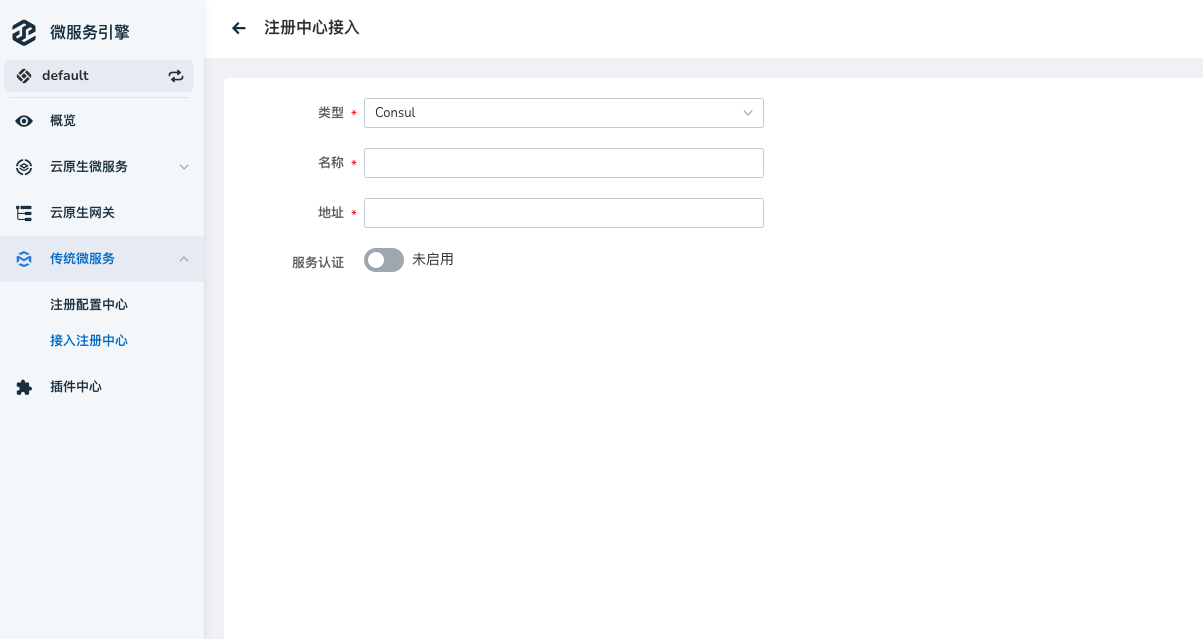 微服务引擎
default
概览
云原生微服务
云原生网关
传统微服务
注册配置中心
接入注册中心
插件中心
注册中心接入
类型 * Consul
名称 *
地址 *
服务认证 未启用